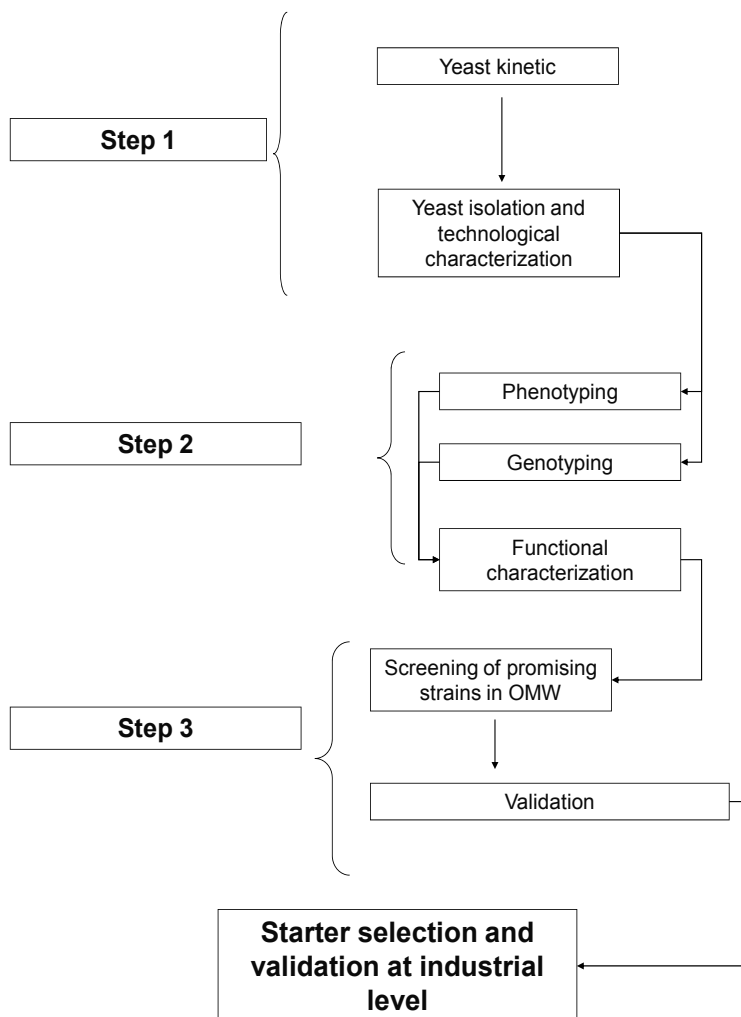 Yeast kinetic
Step 1
Yeast isolation and
technological
characterization
Phenotyping
Step 2
Genotyping
Functional
characterization
Screening of promising
strains in OMW
Step 3
Validation
Starter selection and
validation at industrial
level